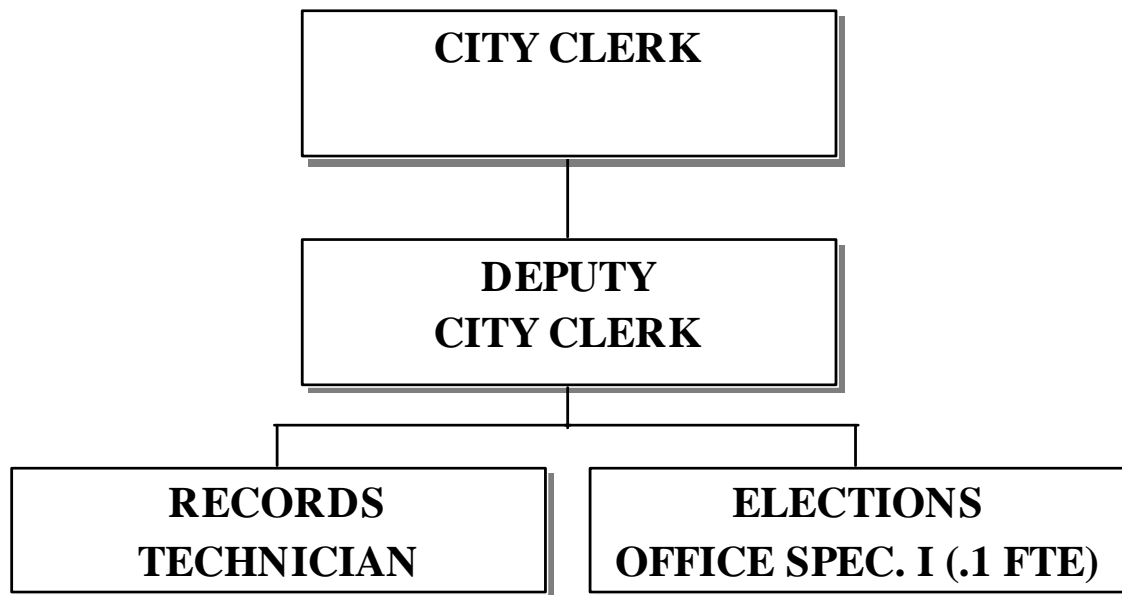 CITY CLERK
DEPUTY
CITY CLERK
RECORDS
TECHNICIAN
ELECTIONS
OFFICE SPEC. I (.1 FTE)